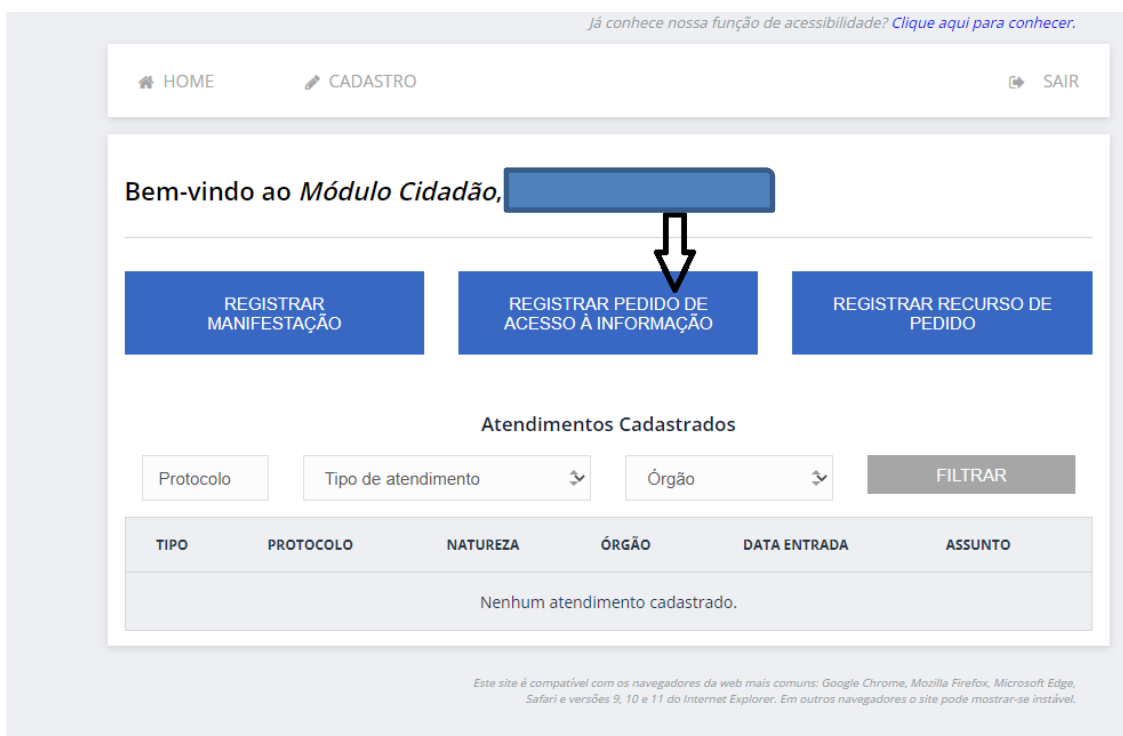 Já conhece nossa função de acessibilidade? Clique aqui para conhecer.
HOME CADASTRO SAIR
Bem-vindo ao Módulo Cidadão,
REGISTRAR
MANIFESTAÇÃO
REGISTRAR PEDIDO DE
ACESSO À INFORMAÇÃO
REGISTRAR RECURSO DE
PEDIDO
Atendimentos Cadastrados
Protocolo Tipo de atendimento Órgão FILTRAR
TIPO PROTOCOLO NATUREZA ÓRGÃO DATA ENTRADA ASSUNTO
Nenhum atendimento cadastrado.
Este site é compatível com os navegadores da web mais comuns: Google Chrome, Mozilla Firefox, Microsoft Edge,
Safari e versões 9, 10 e 11 do Internet Explorer. Em outros navegadores o site pode mostrar-se instável.